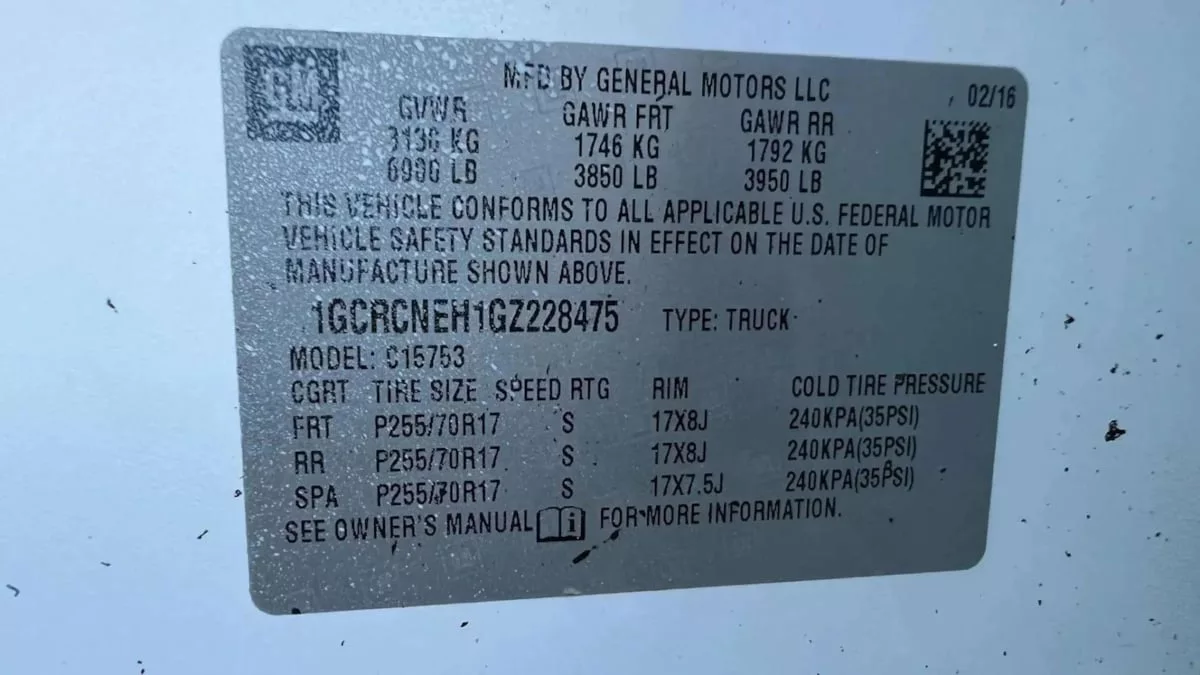 GM
MFD BY GENERAL MOTORS LLC
02/16
GVWR GAWR FRT GAWR RR
3130 KG 1746 KG 1792 KG
6900 LB 3850 LB 3950 LB
THIS VEHICLE CONFORMS TO ALL APPLICABLE U.S. FEDERAL MOTOR
VEHICLE SAFETY STANDARDS IN EFFECT ON THE DATE OF
MANUFACTURE SHOWN ABOVE.
1GCRCNEH1GZ228475 TYPE: TRUCK
MODEL: C15753
CGRT TIRE SIZE SPEED RTG RIM COLD TIRE PRESSURE
FRT P255/70R17 S 17X8J 240KPA(35PSI)
RR P255/70R17 S 17X8J 240KPA(35PSI)
SPA P255/70R17 S 17X7.5J 240KPA(35PSI)
SEE OWNER'S MANUAL FOR MORE INFORMATION.